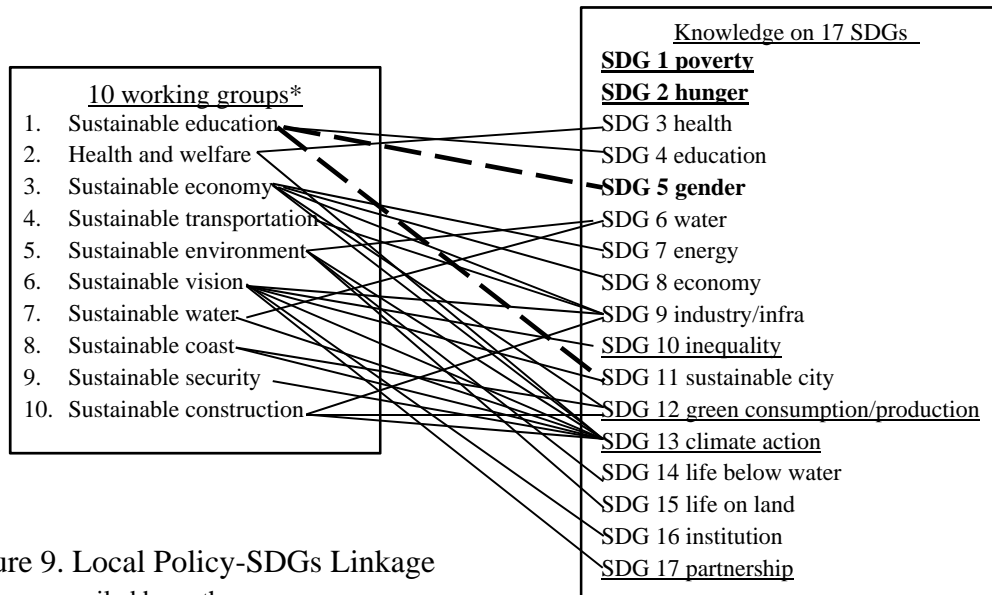 10 working groups*
1. Sustainable education
2. Health and welfare
3. Sustainable economy
4. Sustainable transportation
5. Sustainable environment
6. Sustainable vision
7. Sustainable water
8. Sustainable coast
9. Sustainable security
10. Sustainable construction
Knowledge on 17 SDGs
SDG 1 poverty
SDG 2 hunger
SDG 3 health
SDG 4 education
SDG 5 gender
SDG 6 water
SDG 7 energy
SDG 8 economy
SDG 9 industry/infra
SDG 10 inequality
SDG 11 sustainable city
SDG 12 green consumption/production
SDG 13 climate action
SDG 14 life below water
SDG 15 life on land
SDG 16 institution
SDG 17 partnership
ure 9. Local Policy-SDGs Linkage